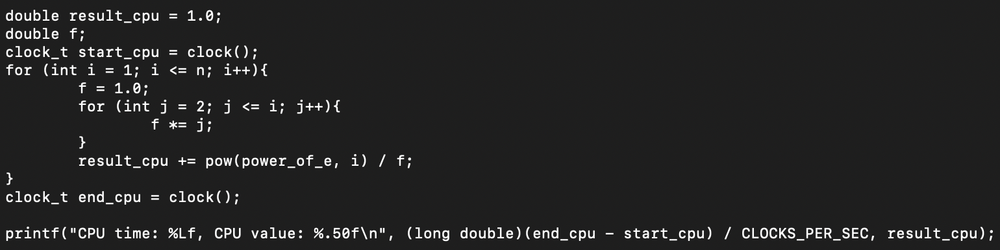 double result_cpu = 1.0;
double f;
clock_t start_cpu = clock();
for (int i = 1; i <= n; i++){
        f = 1.0;
        for (int j = 2; j <= i; j++){
                f *= j;
        }
        result_cpu += pow(power_of_e, i) / f;
}
clock_t end_cpu = clock();

printf("CPU time: %Lf, CPU value: %.50f\n", (long double)(end_cpu - start_cpu) / CLOCKS_PER_SEC, result_cpu);